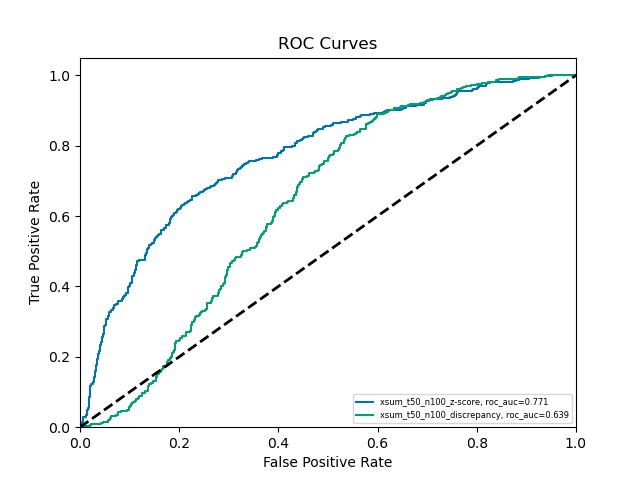 ROC Curves
True Positive Rate
1.0
0.8
0.6
0.4
0.2
0.0
0.0 0.2 0.4 0.6 0.8 1.0
False Positive Rate
xsum_t50_n100_z-score, roc_auc=0.771
xsum_t50_n100_discrepancy, roc_auc=0.639